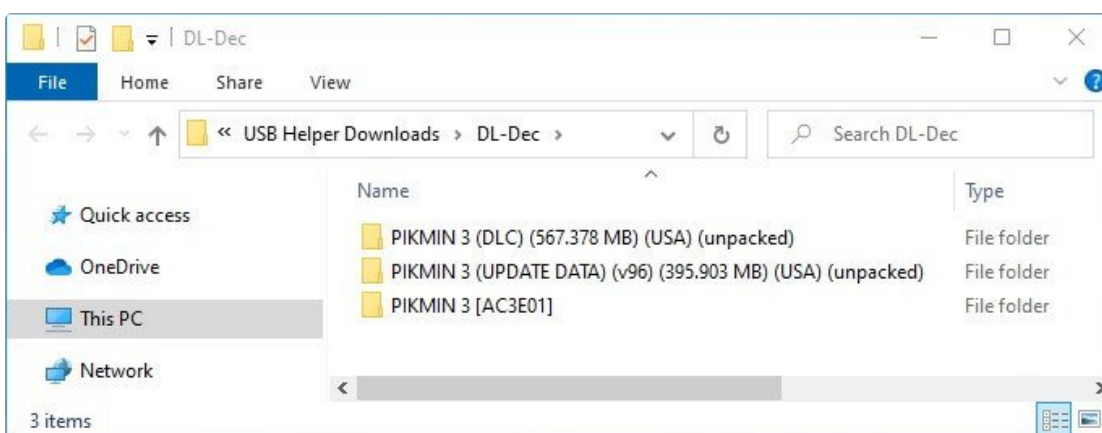 DL-Dec
File Home Share View
« USB Helper Downloads > DL-Dec > Search DL-Dec
Name Type
Quick access
OneDrive
This PC
Network
PIKMIN 3 (DLC) (567.378 MB) (USA) (unpacked) File folder
PIKMIN 3 (UPDATE DATA) (v96) (395.903 MB) (USA) (unpacked) File folder
PIKMIN 3 [AC3E01] File folder
3 items